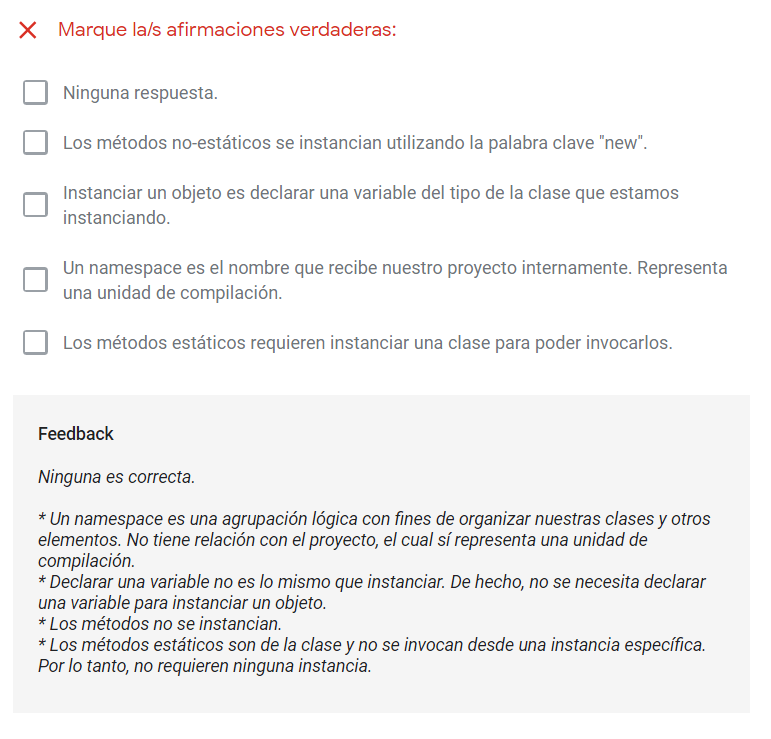 Marque la/s afirmaciones verdaderas:
Ninguna respuesta.
Los métodos no-estáticos se instancian utilizando la palabra clave "new".
Instanciar un objeto es declarar una variable del tipo de la clase que estamos
instanciando.
Un namespace es el nombre que recibe nuestro proyecto internamente. Representa
una unidad de compilación.
Los métodos estáticos requieren instanciar una clase para poder invocarlos.
Feedback
Ninguna es correcta.
* Un namespace es una agrupación lógica con fines de organizar nuestras clases y otros
elementos. No tiene relación con el proyecto, el cual sí representa una unidad de
compilación.
* Declarar una variable no es lo mismo que instanciar. De hecho, no se necesita declarar
una variable para instanciar un objeto.
* Los métodos no se instancian.
* Los métodos estáticos son de la clase y no se invocan desde una instancia específica.
Por lo tanto, no requieren ninguna instancia.